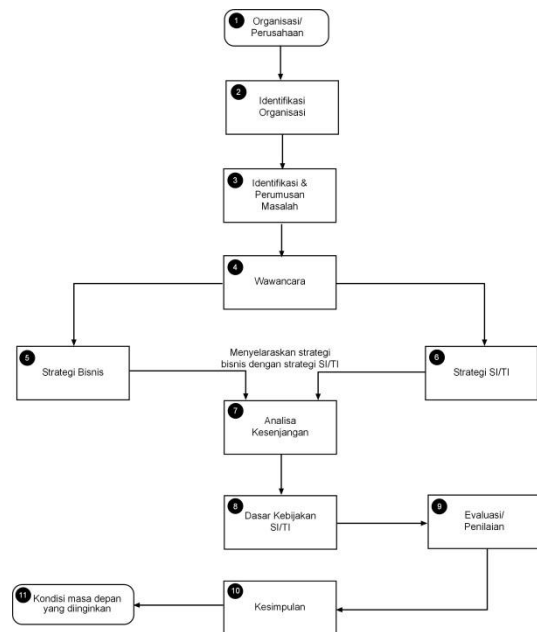 1
Organisasi/
Perusahaan
2
Identifikasi
Organisasi
3
Identifikasi &
Perumusan
Masalah
4
Wawancara
5
Strategi Bisnis
Menyelaraskan strategi
bisnis dengan strategi SI/TI
6
Strategi SI/TI
7
Analisa
Kesenjangan
8
Dasar Kebijakan
SI/TI
9
Evaluasi/
Penilaian
10
Kesimpulan
11
Kondisi masa depan
yang diinginkan